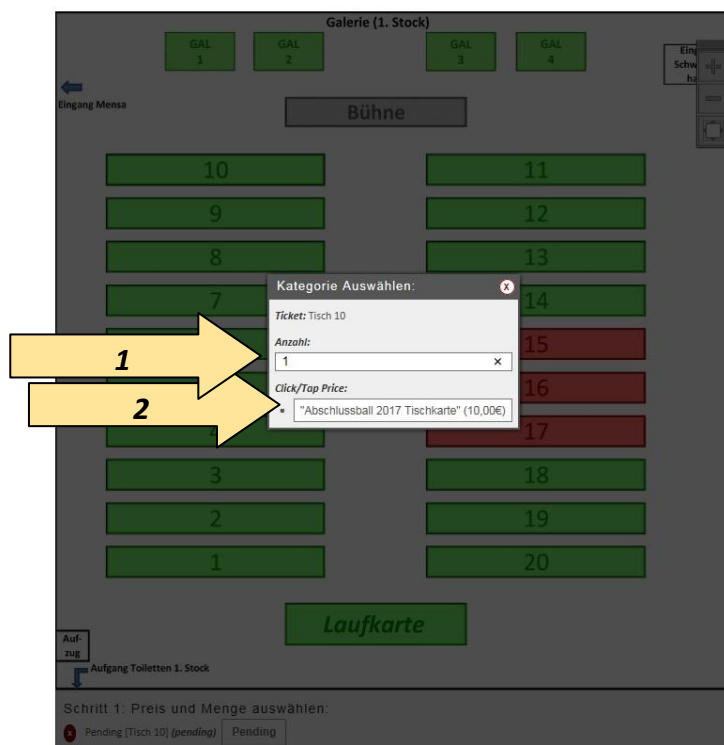 Galerie (1. Stock)
GAL 1
GAL 2
GAL 3
GAL 4
Schw
Eingang Mensa
Bühne
10
11
9
12
8
13
Kategorie Auswählen:
x
7
14
Ticket: Tisch 10
Anzahl:
15
1
1
×
Click/Tap Price:
16
2
"Abschlussball 2017 Tischkarte" (10,00€)
4
17
3
18
2
19
1
20
Laufkarte
Auf-
zug
Aufgang Toiletten 1. Stock
Schritt 1: Preis und Menge auswählen:
x Pending [Tisch 10] (pending) Pending